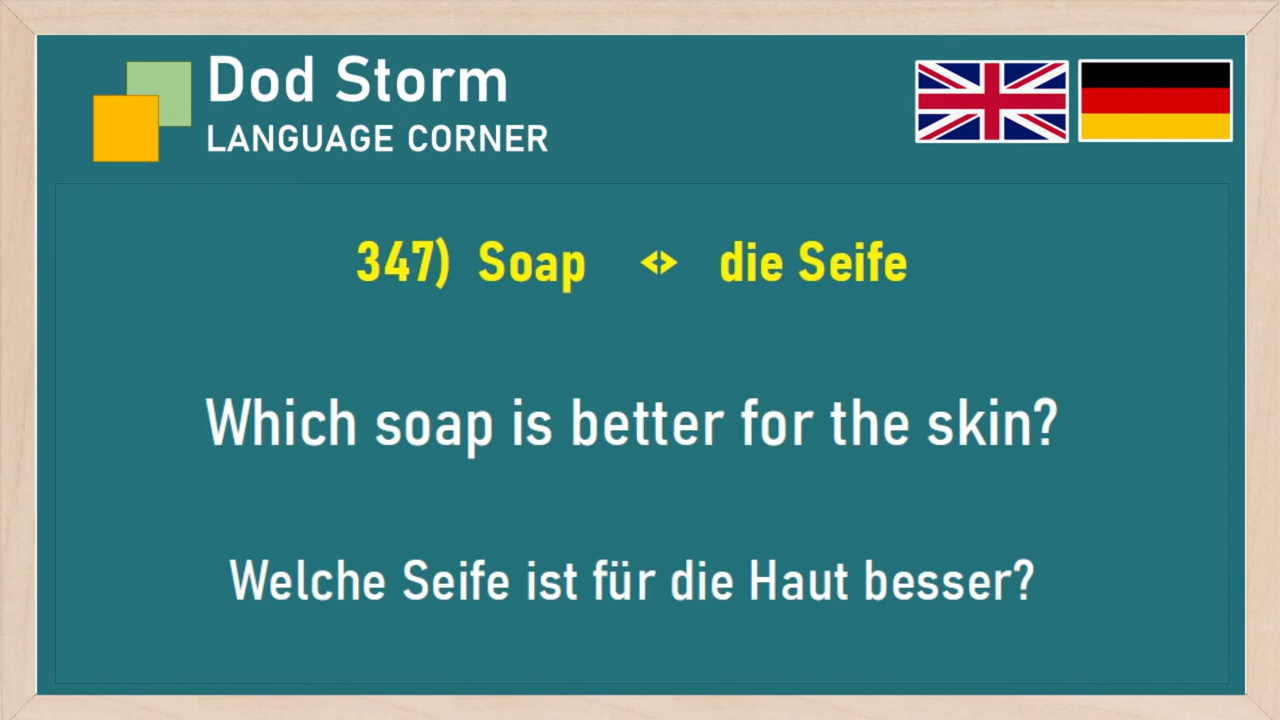 Dod Storm
LANGUAGE CORNER
347) Soap <> die Seife
Which soap is better for the skin?
Welche Seife ist für die Haut besser?